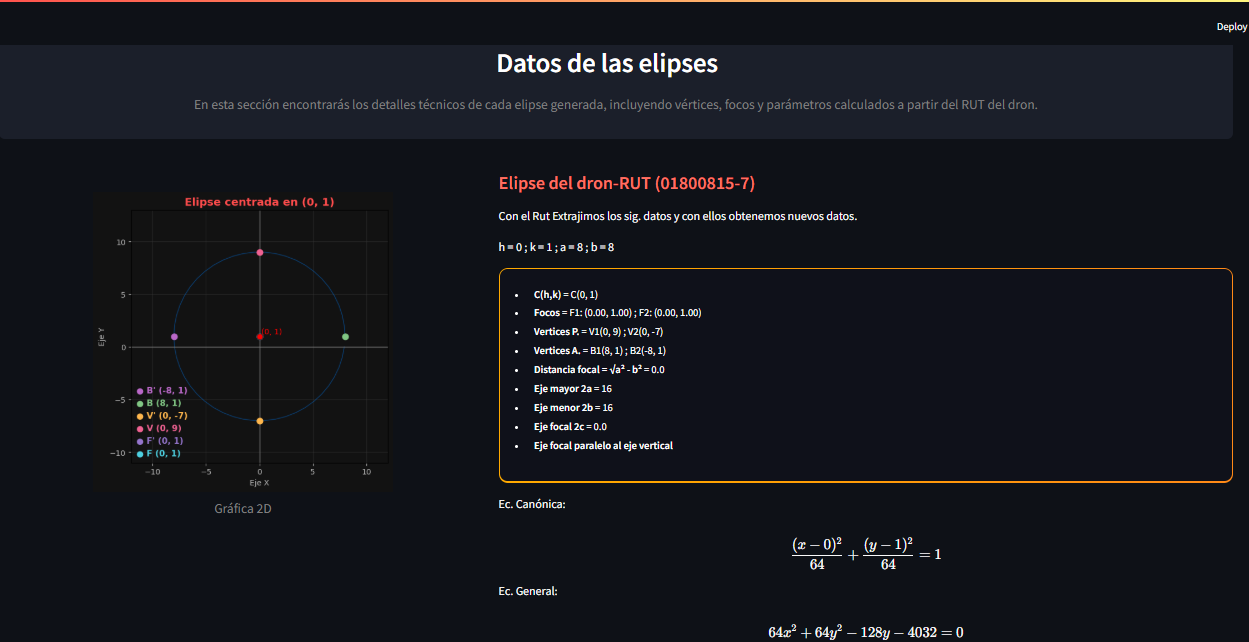 Deploy
Datos de las elipses
En esta sección encontrarás los detalles técnicos de cada elipse generada, incluyendo vértices, focos y parámetros calculados a partir del RUT del dron.
Elipse centrada en (0, 1)
10
5
0
−5
−10
Eje Y
(0, 1)
B' (-8, 1)
B (8, 1)
V' (0, -7)
V (0, 9)
F' (0, 1)
F (0, 1)
−10
−5
0
5
10
Eje X
Gráfica 2D
Elipse del dron-RUT (01800815-7)
Con el Rut Extrajimos los sig. datos y con ellos obtenemos nuevos datos.
h = 0 ; k = 1 ; a = 8 ; b = 8
• C(h,k) = C(0, 1)
• Focos = F1: (0.00, 1.00) ; F2: (0.00, 1.00)
• Vertices P. = V1(0, 9) ; V2(0, -7)
• Vertices A. = B1(8, 1) ; B2(-8, 1)
• Distancia focal = √a² - b² = 0.0
• Eje mayor 2a = 16
• Eje menor 2b = 16
• Eje focal 2c = 0.0
• Eje focal paralelo al eje vertical
Ec. Canónica:
(x − 0)²/64 + (y − 1)²/64 = 1
Ec. General:
64x² + 64y² − 128y − 4032 = 0